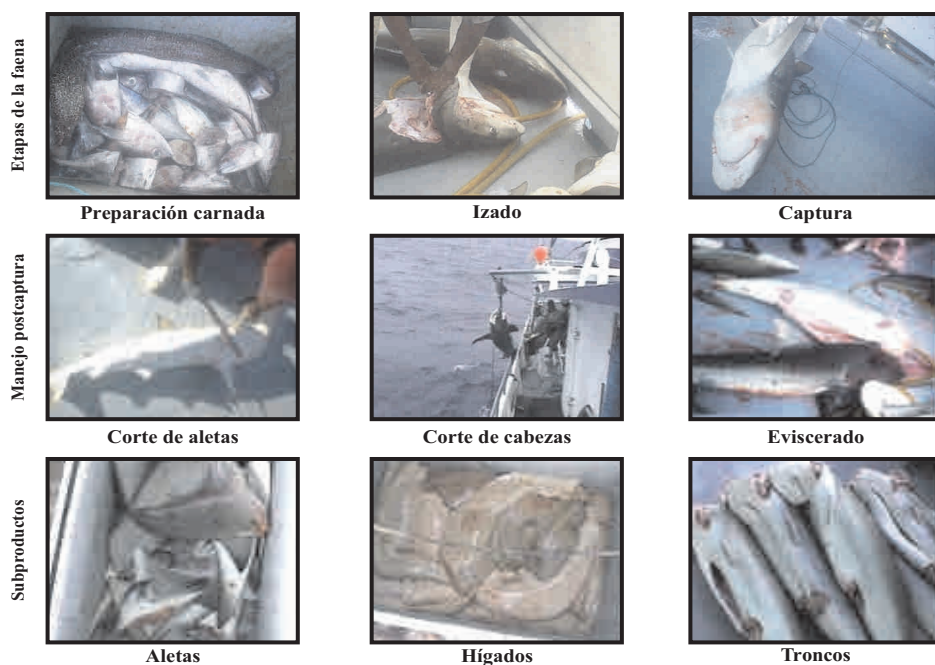 Etapas de la faena
Preparación carnada
Izado
Captura
Manejo postcaptura
Corte de aletas
Corte de cabezas
Eviscerado
Subproductos
Aletas
Hígados
Troncos